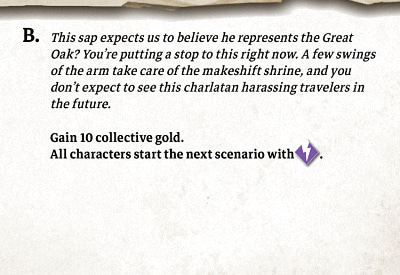 B. This sap expects us to believe he represents the Great
Oak? You're putting a stop to this right now. A few swings
of the arm take care of the makeshift shrine, and you
don't expect to see this charlatan harassing travelers in
the future.
Gain 10 collective gold.
All characters start the next scenario with .